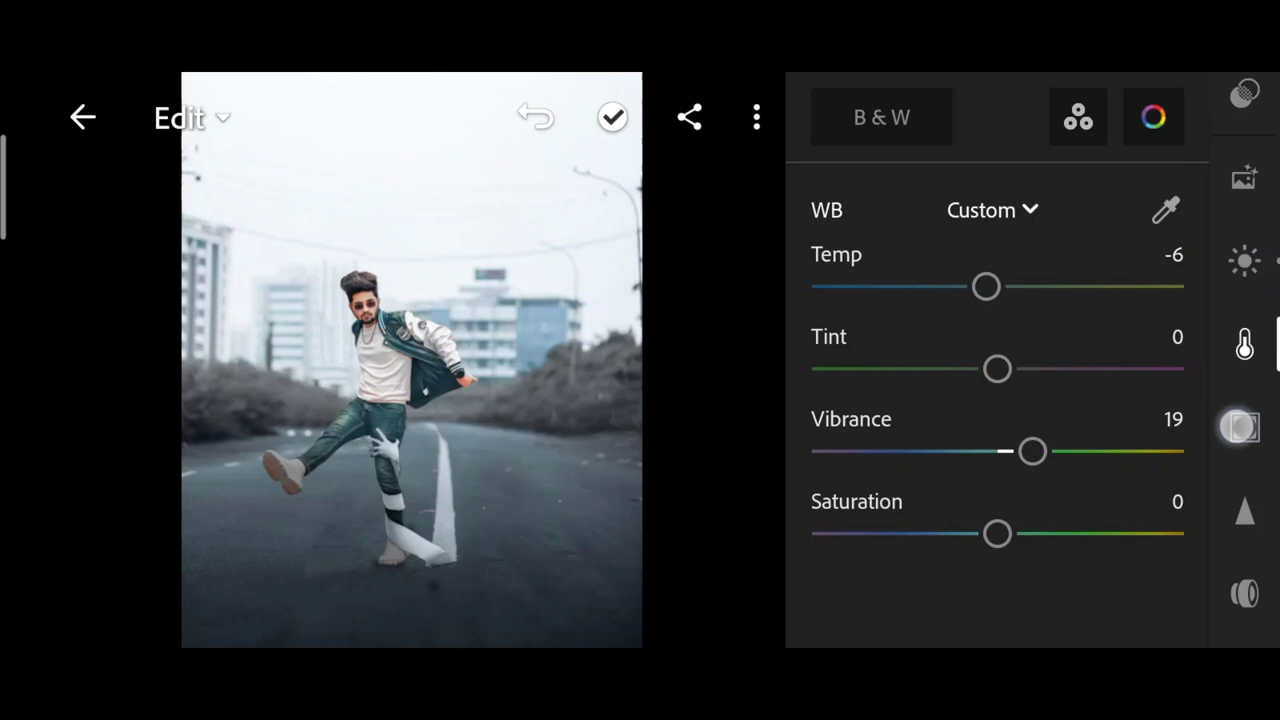 Edit
B & W
WB Custom
Temp -6
Tint 0
Vibrance 19
Saturation 0